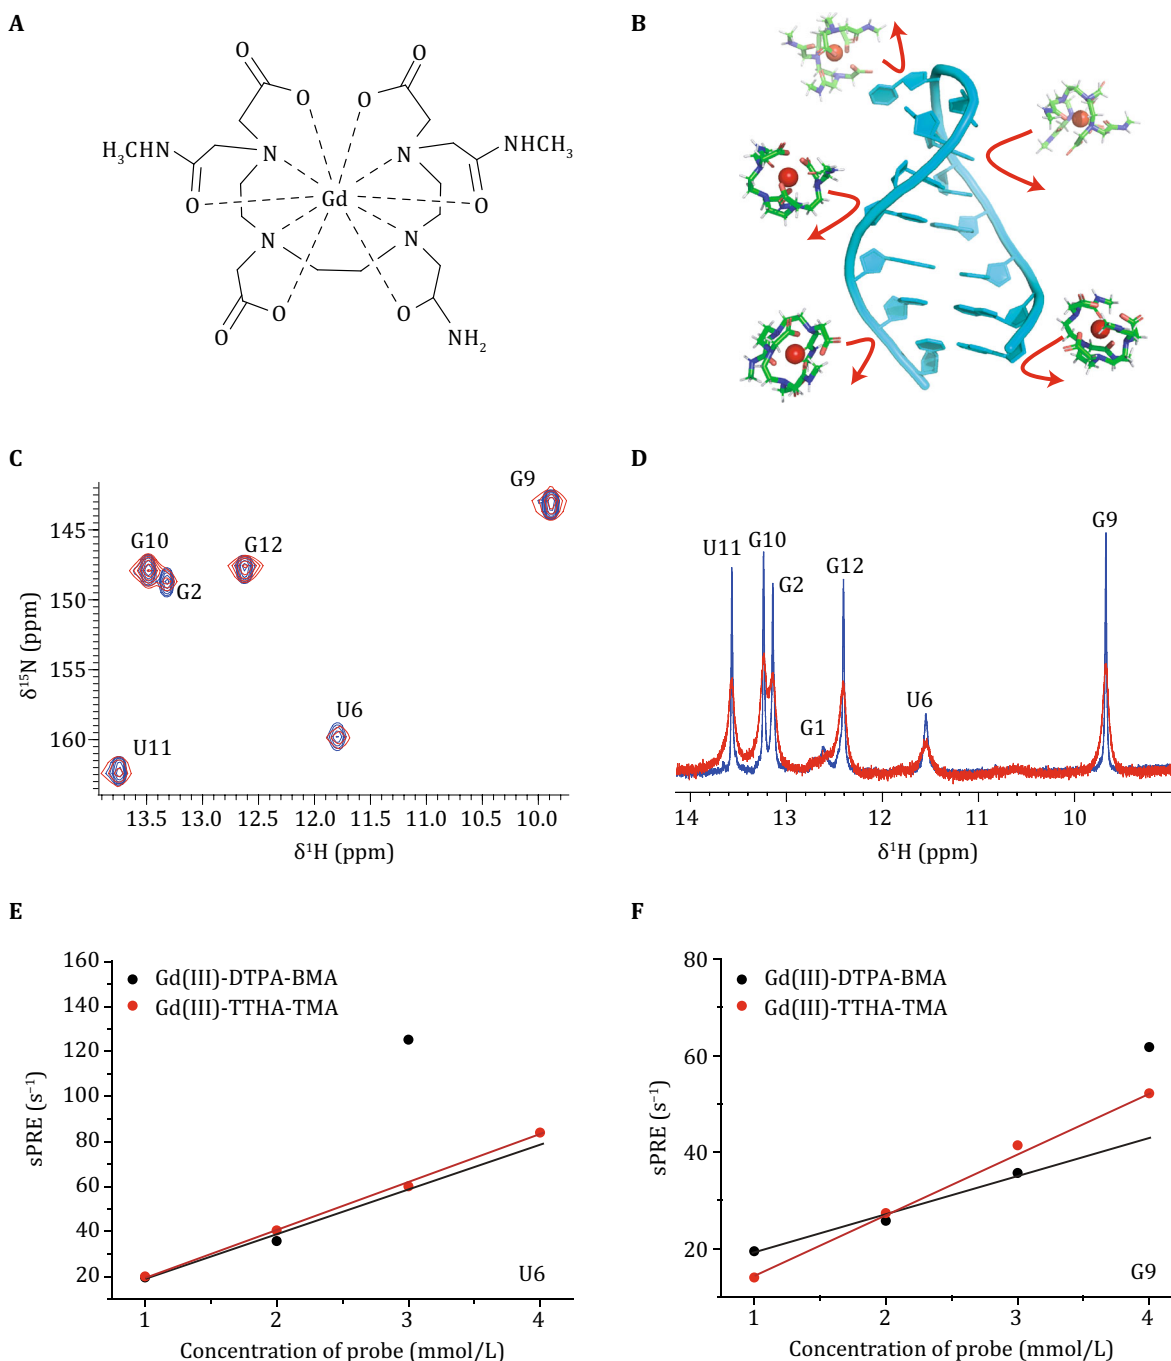 A
O
O
O
O
H₃CHN
N
N
NHCH₃
O
Gd
O
N
N
O
O
O
NH₂
B
C
G9
G10
G12
G2
U6
U11
145
150
155
160
δ¹⁵N (ppm)
13.5 13.0 12.5 12.0 11.5 11.0 10.5 10.0
δ¹H (ppm)
D
G9
U11
G10
G2
G12
U6
G1
14 13 12 11 10
δ¹H (ppm)
E
160
140
120
100
80
60
40
20
sPRE (s⁻¹)
Gd(III)-DTPA-BMA
Gd(III)-TTHA-TMA
U6
1 2 3 4
Concentration of probe (mmol/L)
F
80
60
40
20
sPRE (s⁻¹)
Gd(III)-DTPA-BMA
Gd(III)-TTHA-TMA
G9
1 2 3 4
Concentration of probe (mmol/L)